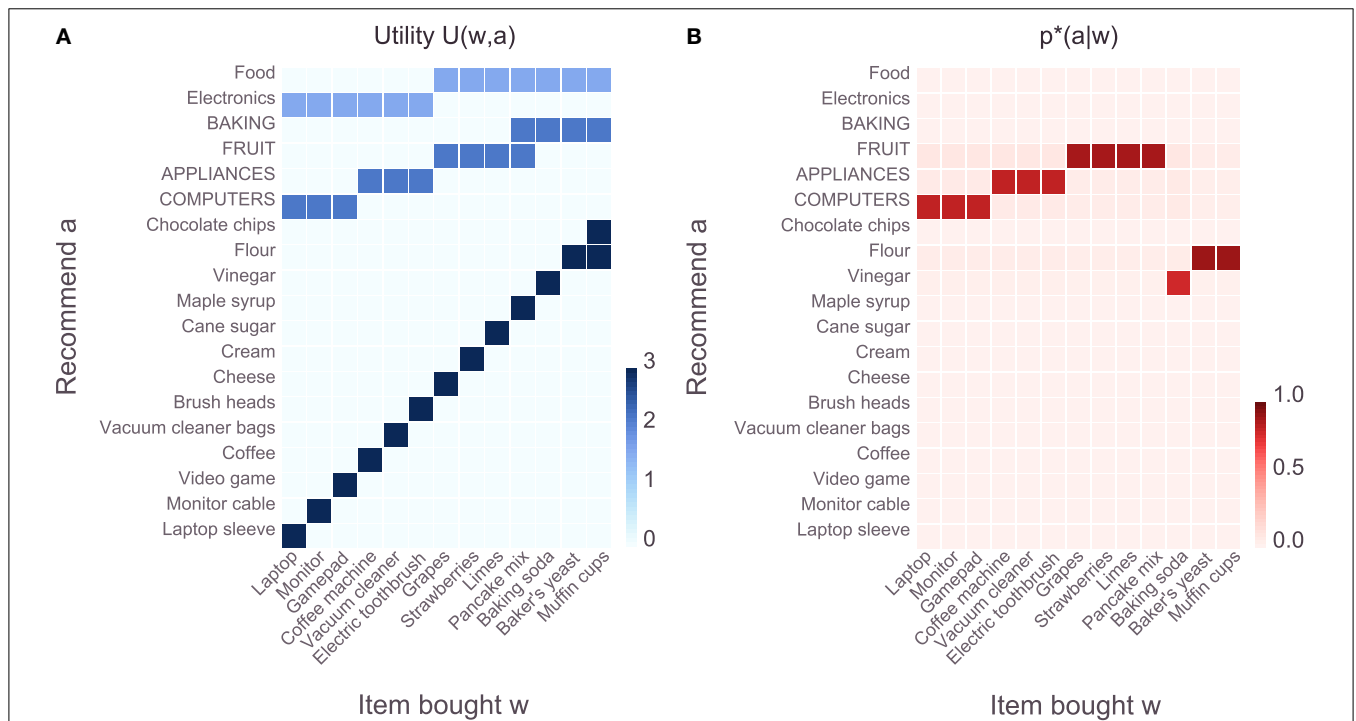 A
Utility U(w,a)
Recommend a
Food
Electronics
BAKING
FRUIT
APPLIANCES
COMPUTERS
Chocolate chips
Flour
Vinegar
Maple syrup
Cane sugar
Cream
Cheese
Brush heads
Vacuum cleaner bags
Coffee
Video game
Monitor cable
Laptop sleeve
3
2
1
0
Laptop
Monitor
Gamepad
Coffee machine
Vacuum cleaner
Electric toothbrush
Grapes
Strawberries
Limes
Pancake mix
Baking soda
Baker's yeast
Muffin cups
Item bought w
B
p*(a|w)
Recommend a
Food
Electronics
BAKING
FRUIT
APPLIANCES
COMPUTERS
Chocolate chips
Flour
Vinegar
Maple syrup
Cane sugar
Cream
Cheese
Brush heads
Vacuum cleaner bags
Coffee
Video game
Monitor cable
Laptop sleeve
1.0
0.5
0.0
Laptop
Monitor
Gamepad
Coffee machine
Vacuum cleaner
Electric toothbrush
Grapes
Strawberries
Limes
Pancake mix
Baking soda
Baker's yeast
Muffin cups
Item bought w